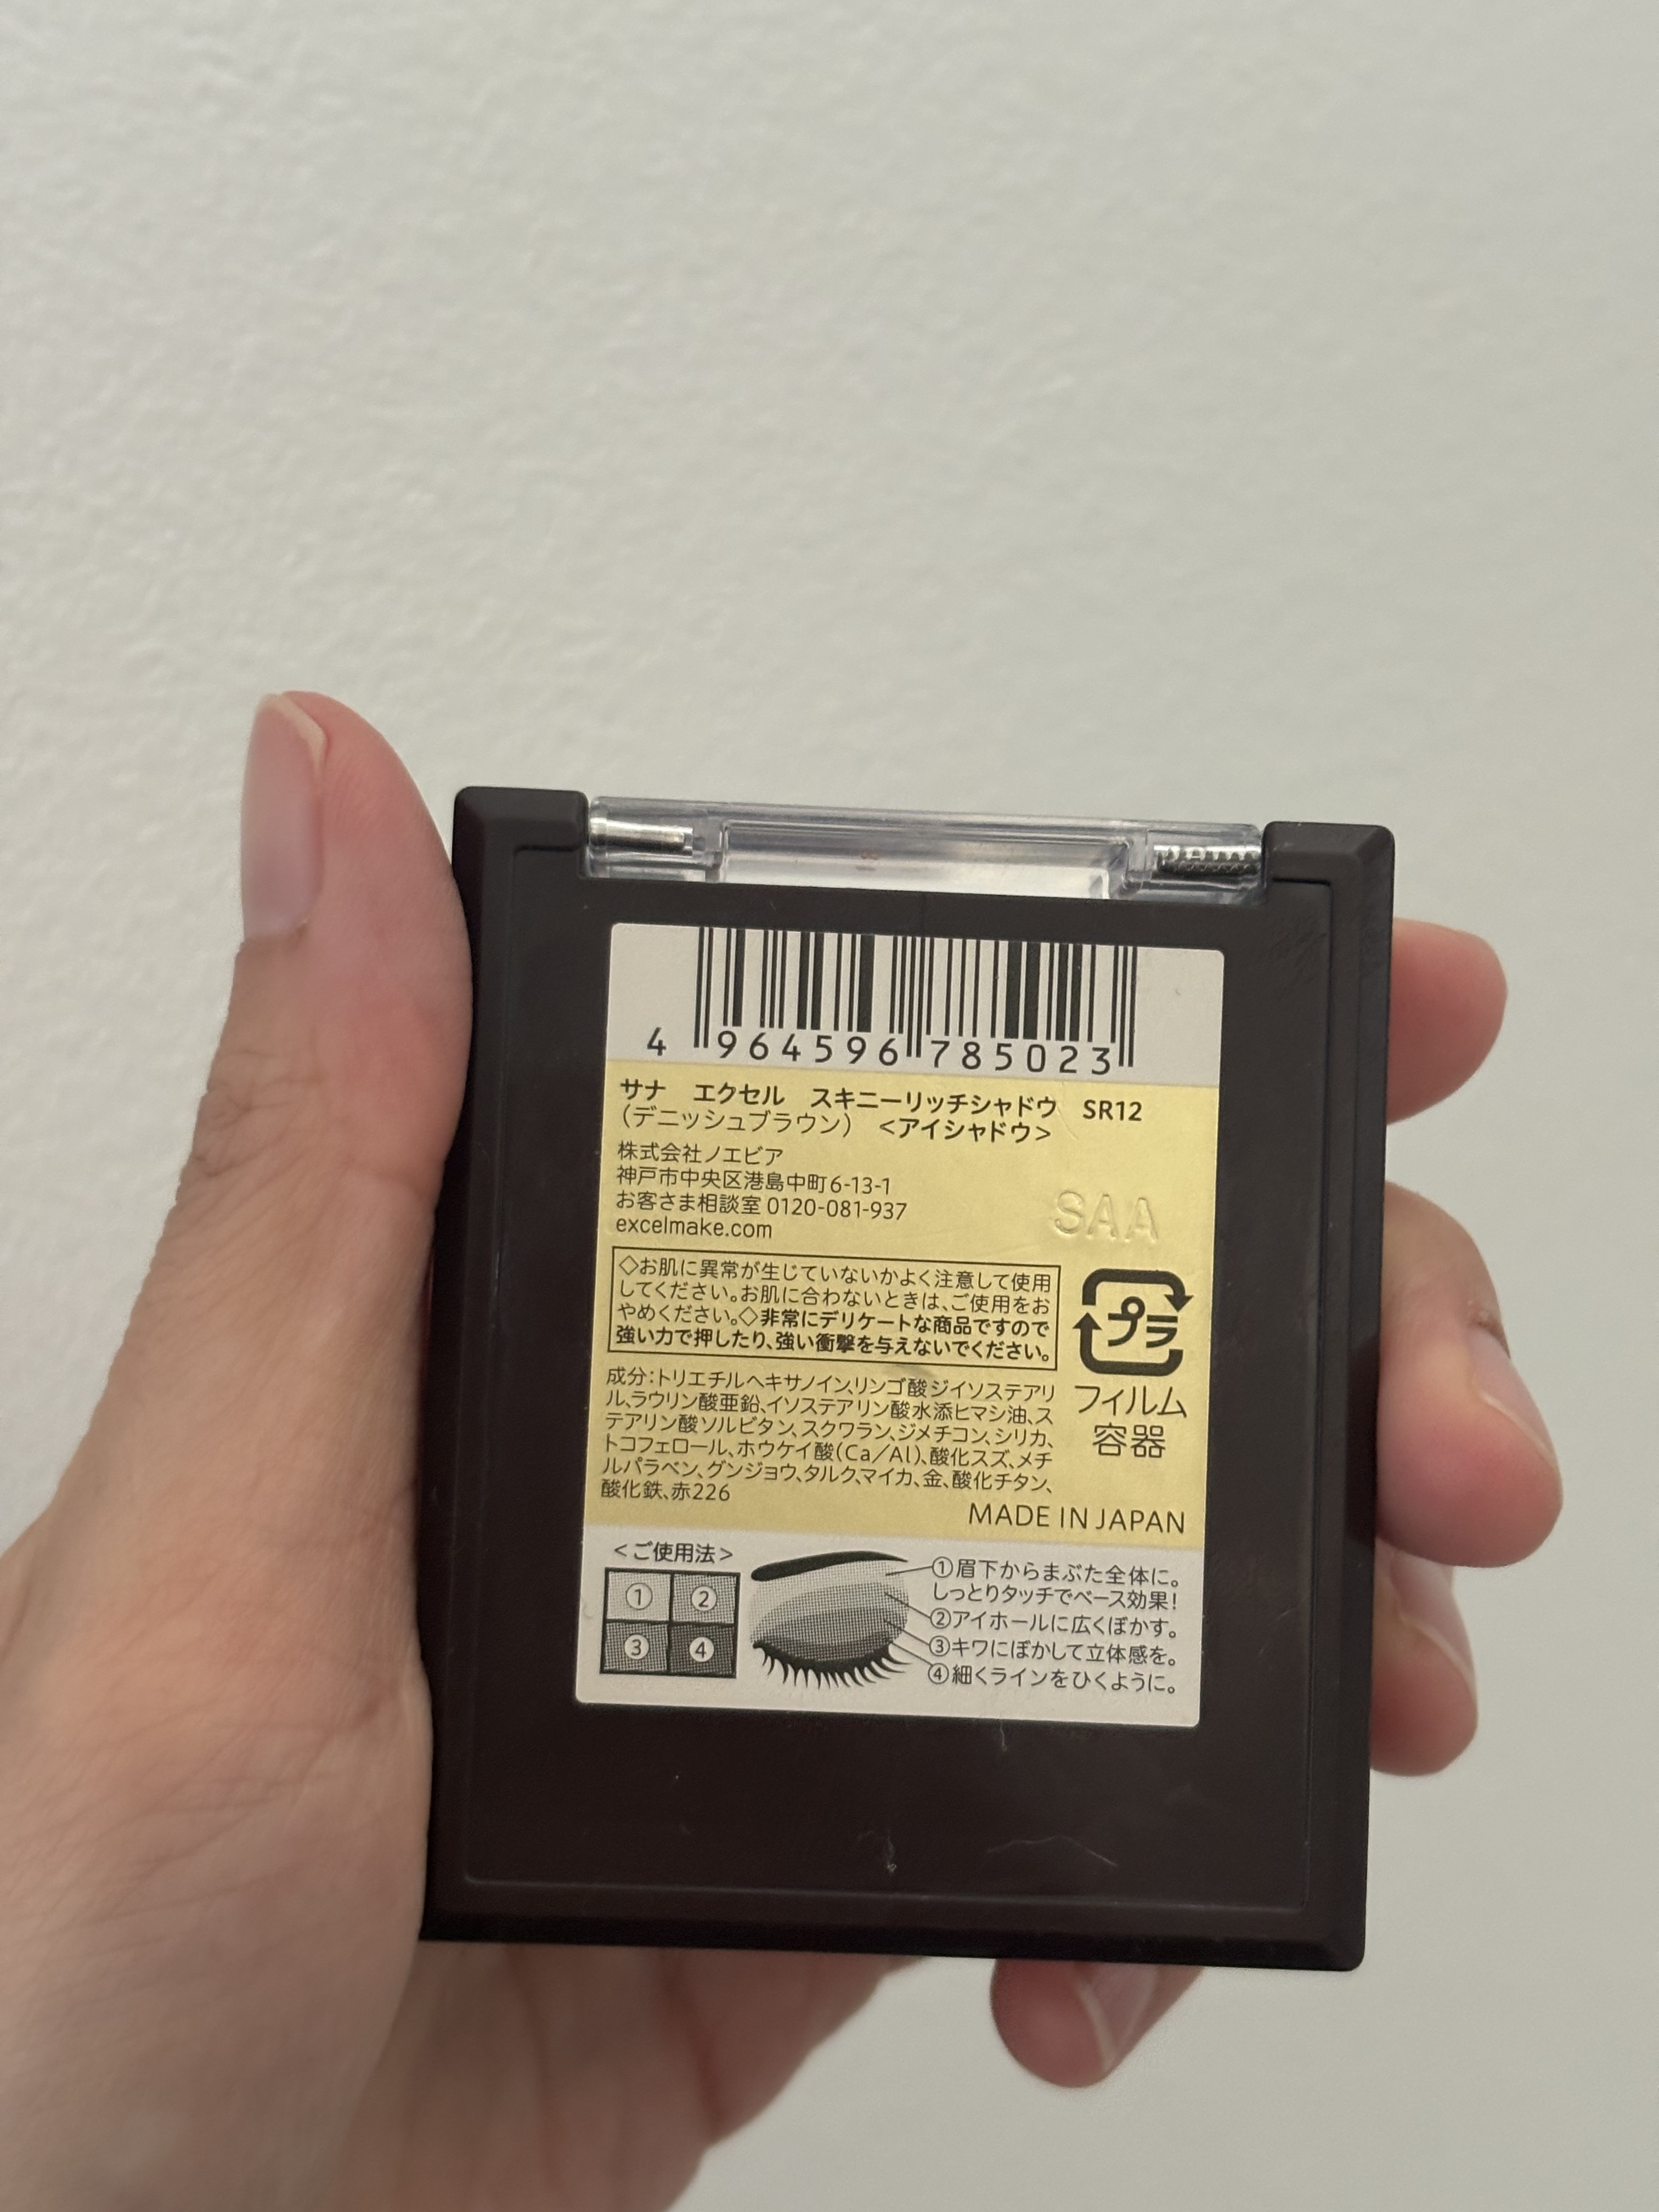 4 964596 785023
サナ　エクセル　スキニーリッチシャドウ　SR12
（デニッシュブラウン）　<アイシャドウ>
株式会社ノエビア
神戸市中央区港島中町6-13-1
お客さま相談室 0120-081-937
excelmake.com
SAA
◇お肌に異常が生じていないかよく注意して使用
してください。お肌に合わないときは、ご使用をお
やめください。◇非常にデリケートな商品ですので
強い力で押したり、強い衝撃を与えないでください。
プラ
フィルム
容器
成分：トリエチルヘキサノイン、リンゴ酸ジイソステアリ
ル、ラウリン酸亜鉛、イソステアリン酸水添ヒマシ油、ス
テアリン酸ソルビタン、スクワラン、ジメチコン、シリカ、
トコフェロール、ホウケイ酸（Ca／Al）、酸化スズ、メチ
ルパラベン、グンジョウ、タルク、マイカ、金、酸化チタン、
酸化鉄、赤226
MADE IN JAPAN
＜ご使用法＞
① ②
③ ④
①眉下からまぶた全体に。
しっとりタッチでベース効果！
②アイホールに広くぼかす。
③キワにぼかして立体感を。
④細くラインをひくように。